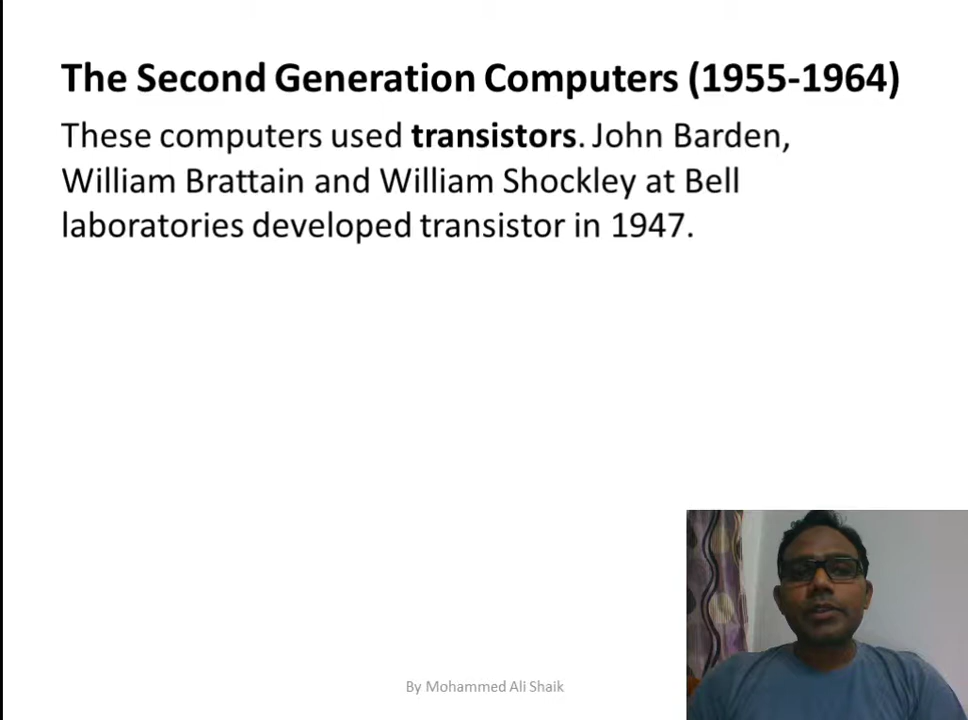 The Second Generation Computers (1955-1964)
These computers used transistors. John Barden,
William Brattain and William Shockley at Bell
laboratories developed transistor in 1947.
By Mohammed Ali Shaik